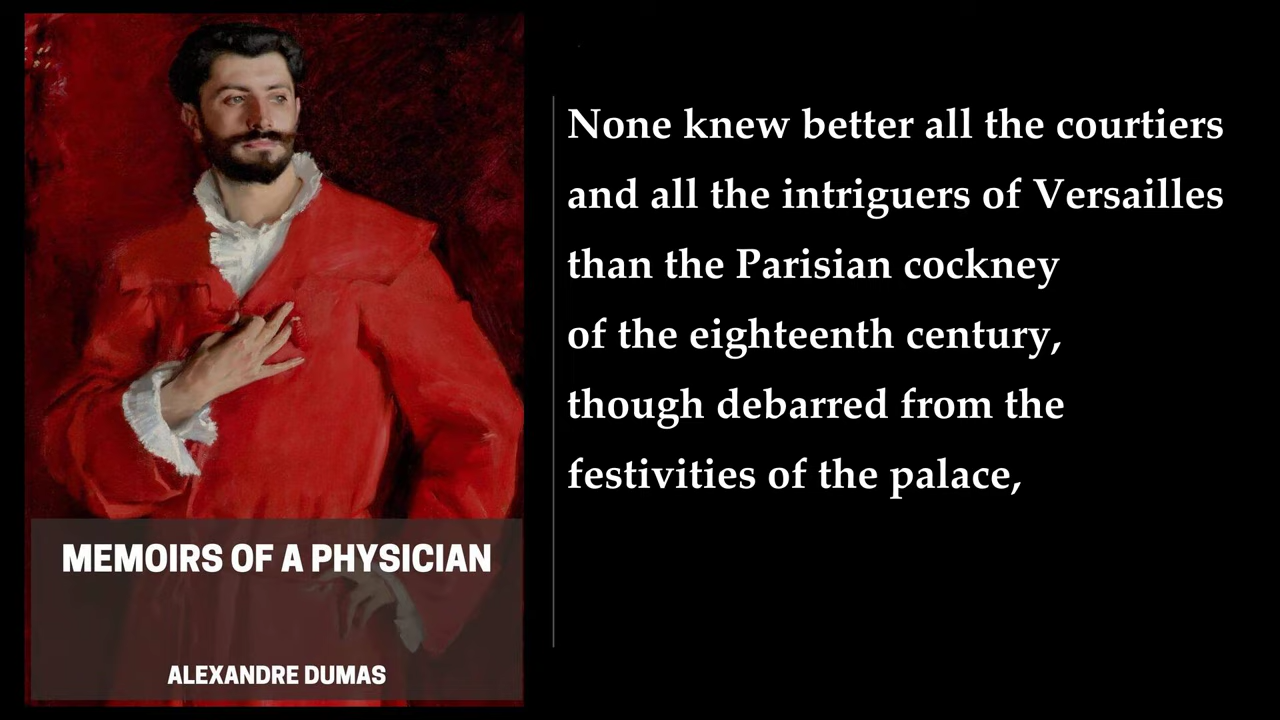 MEMOIRS OF A PHYSICIAN
ALEXANDRE DUMAS
None knew better all the courtiers
and all the intriguers of Versailles
than the Parisian cockney
of the eighteenth century,
though debarred from the
festivities of the palace,